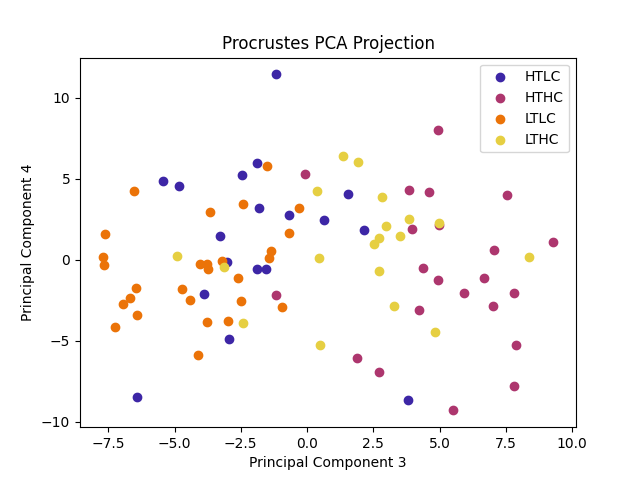 Procrustes PCA Projection
HTLC
HTHC
LTLC
LTHC
Principal Component 4
10
5
0
−5
−10
−7.5 −5.0 −2.5 0.0 2.5 5.0 7.5 10.0
Principal Component 3